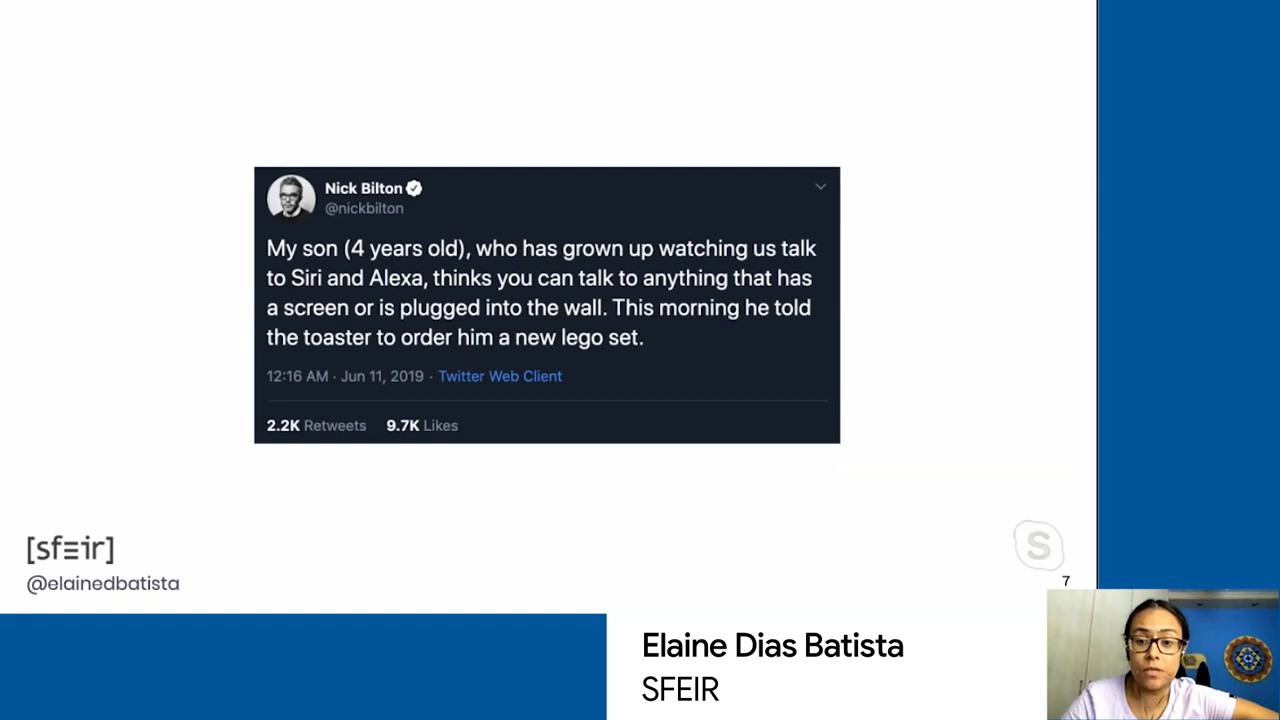 Nick Bilton
@nickbilton
My son (4 years old), who has grown up watching us talk
to Siri and Alexa, thinks you can talk to anything that has
a screen or is plugged into the wall. This morning he told
the toaster to order him a new lego set.
12:16 AM · Jun 11, 2019 · Twitter Web Client
2.2K Retweets 9.7K Likes
[sfeir]
@elainedbatista
S
7
Elaine Dias Batista
SFEIR